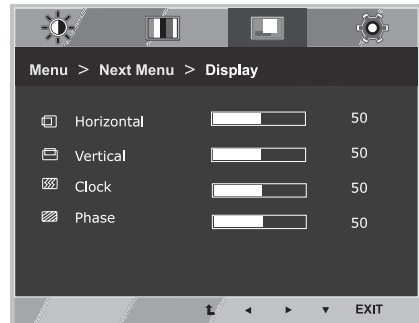 Menu > Next Menu > Display
Horizontal 50
Vertical 50
Clock 50
Phase 50
EXIT